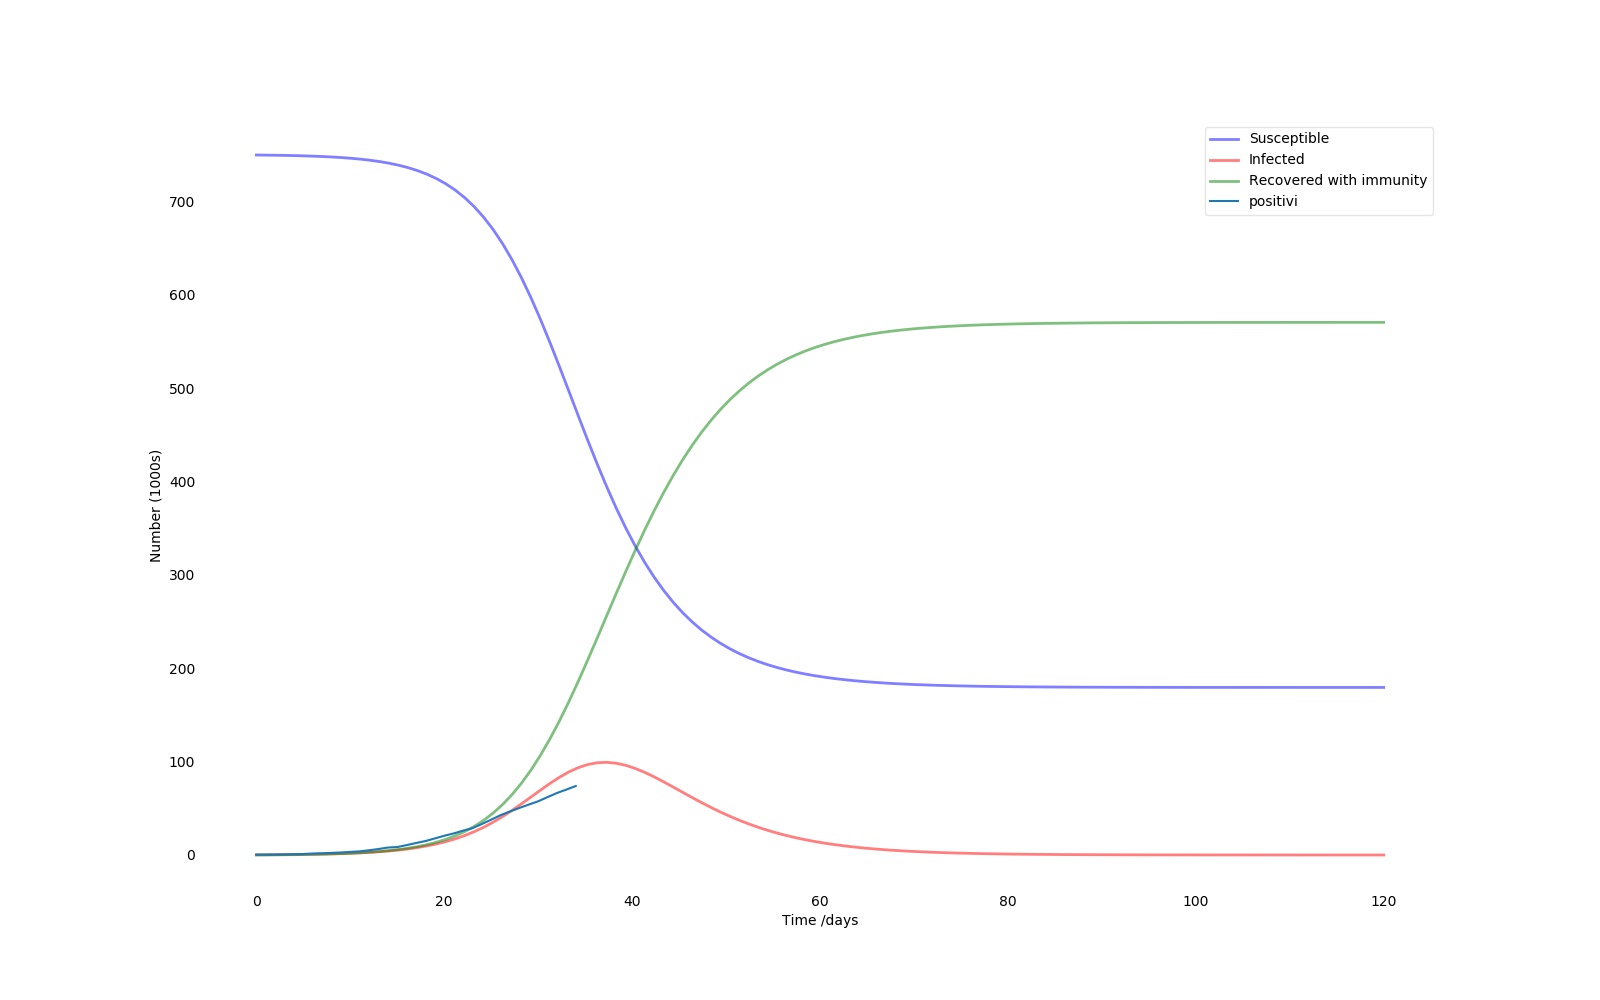 Susceptible
Infected
Recovered with immunity
positivi
700
600
500
400
300
200
100
0
Number (1000s)
0 20 40 60 80 100 120
Time /days